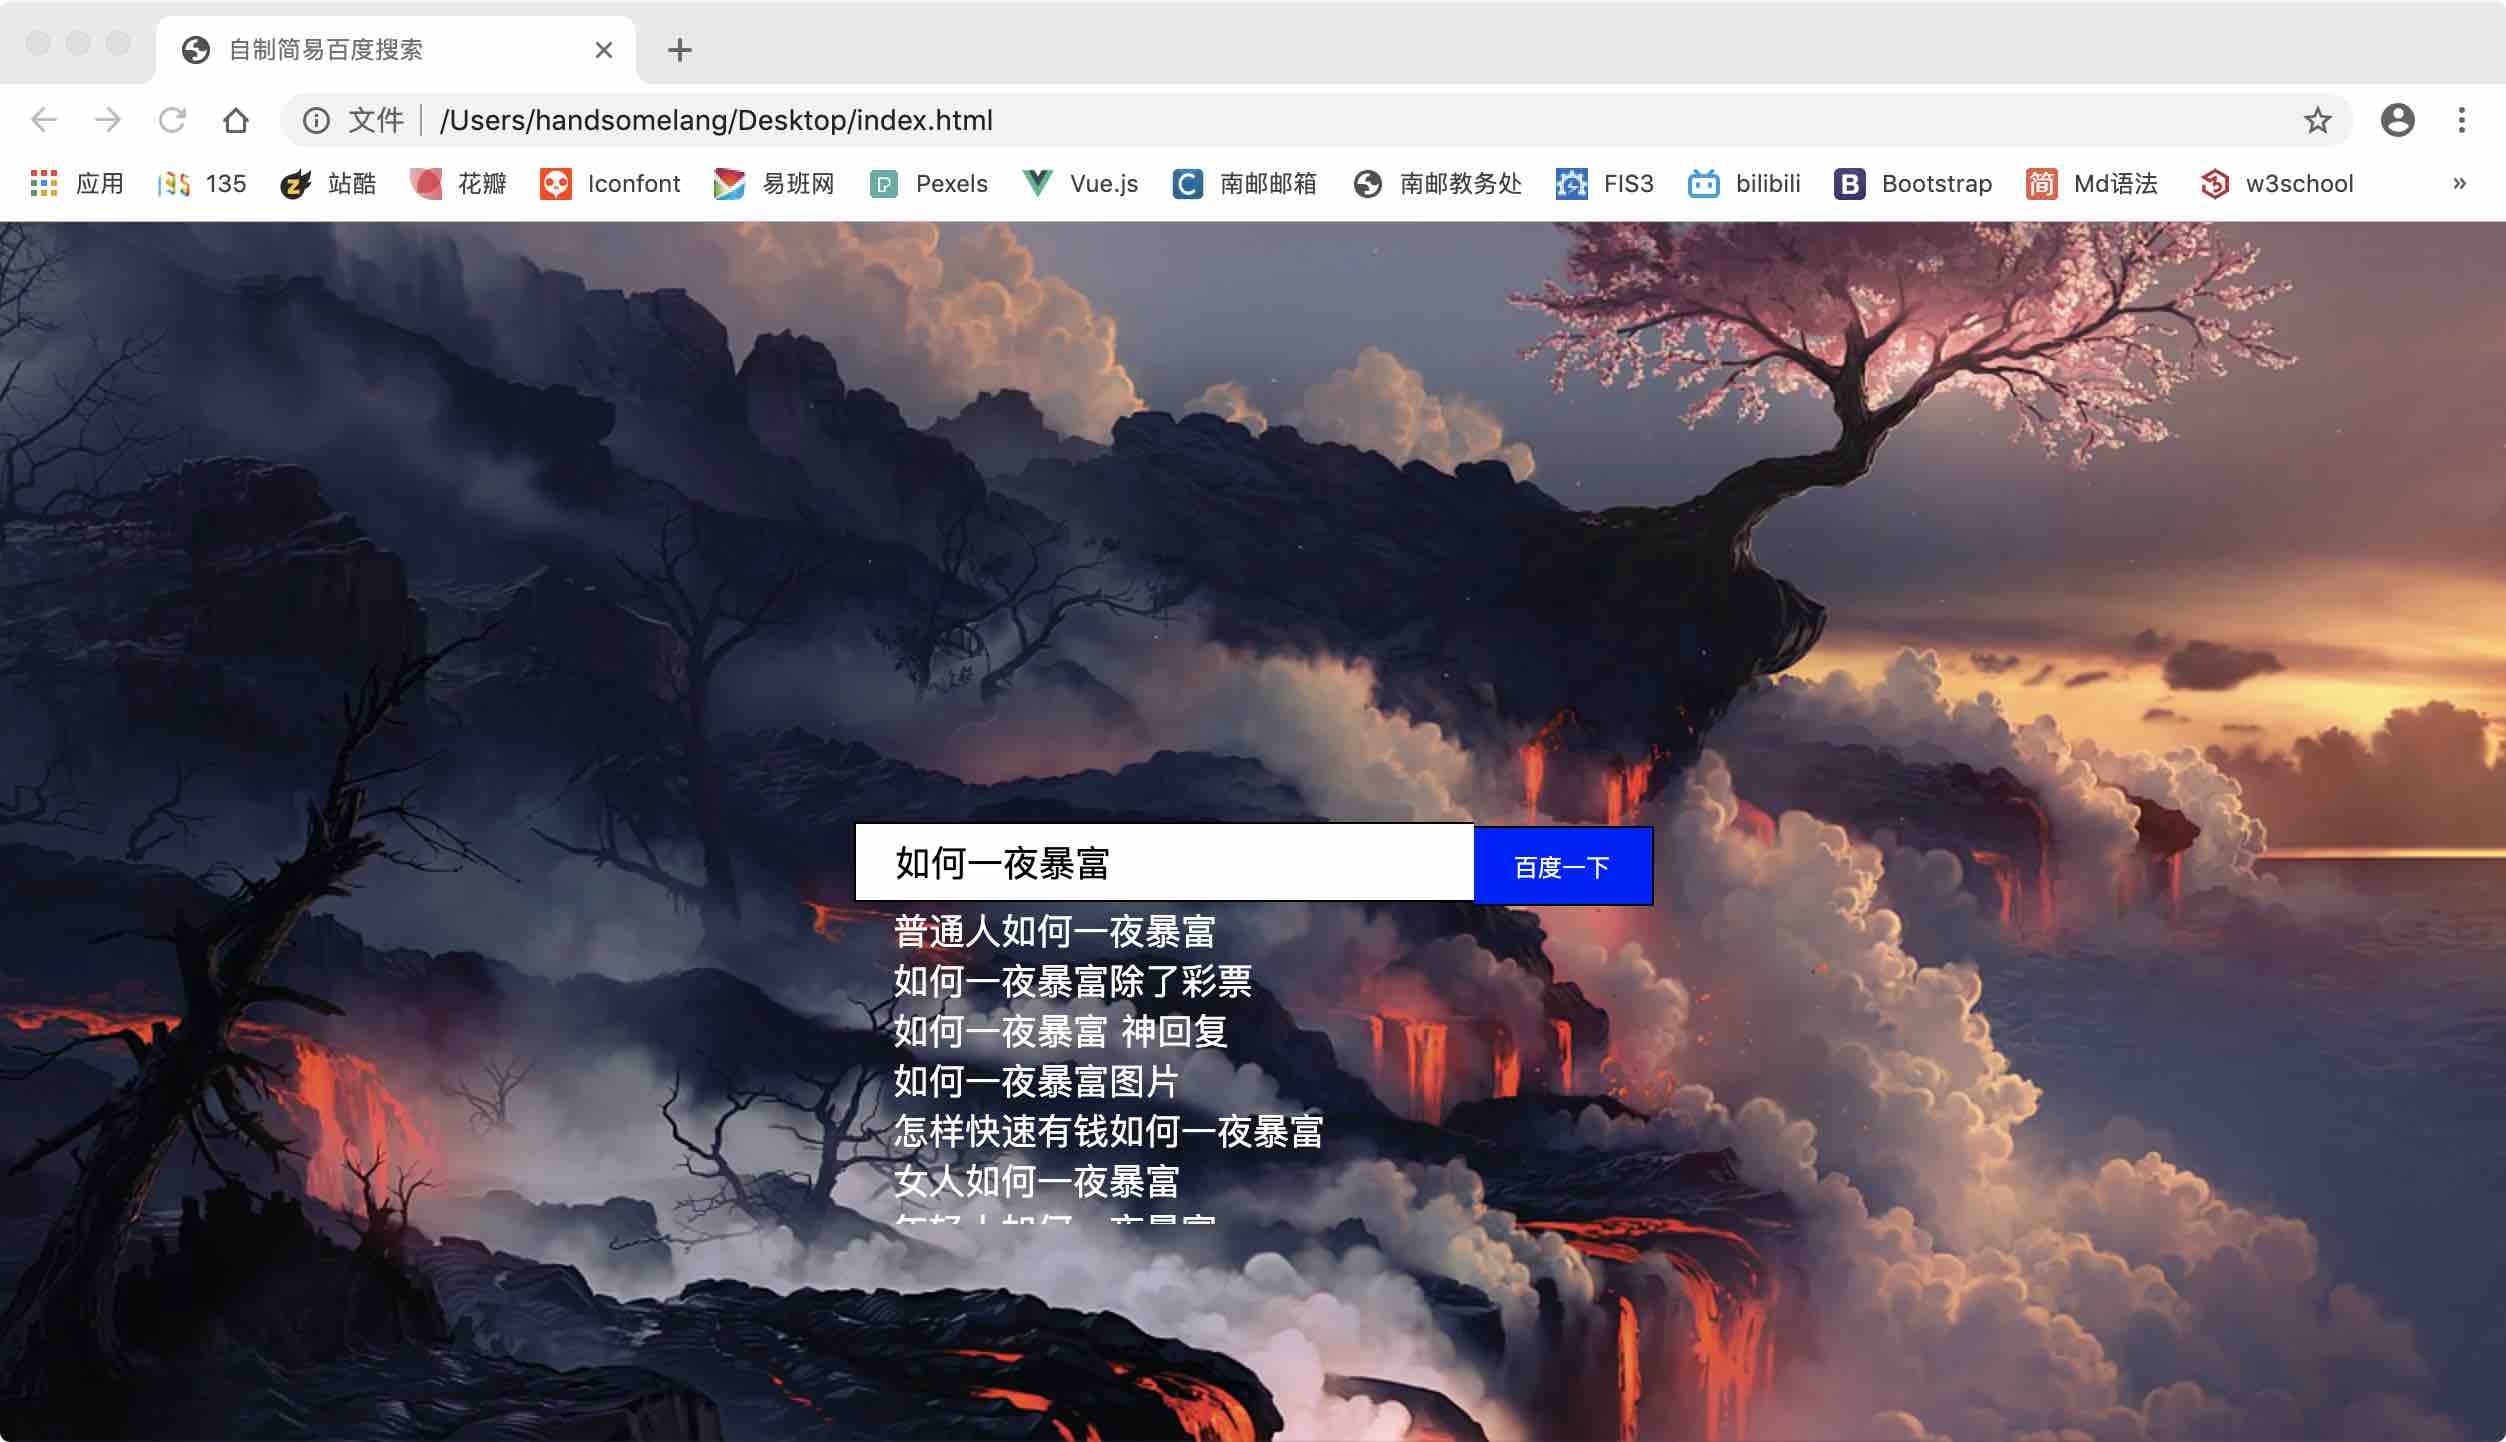 自制简易百度搜索
文件 /Users/handsomelang/Desktop/index.html
应用 135 站酷 花瓣 Iconfont 易班网 Pexels Vue.js 南邮邮箱 南邮教务处 FIS3 bilibili Bootstrap Md语法 w3school »
如何一夜暴富 百度一下
普通人如何一夜暴富
如何一夜暴富除了彩票
如何一夜暴富 神回复
如何一夜暴富图片
怎样快速有钱如何一夜暴富
女人如何一夜暴富